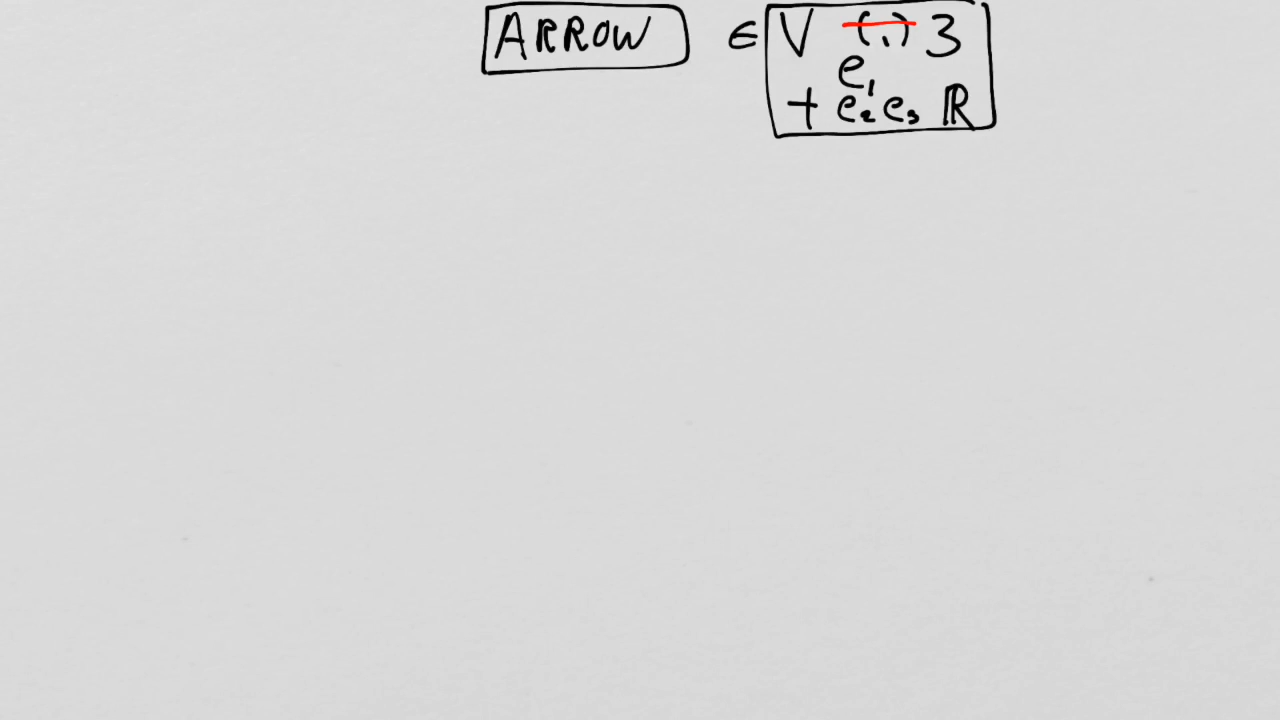 ARROW ∈ V (.,.) 3
e₁
+ e₂ e₃ ℝ